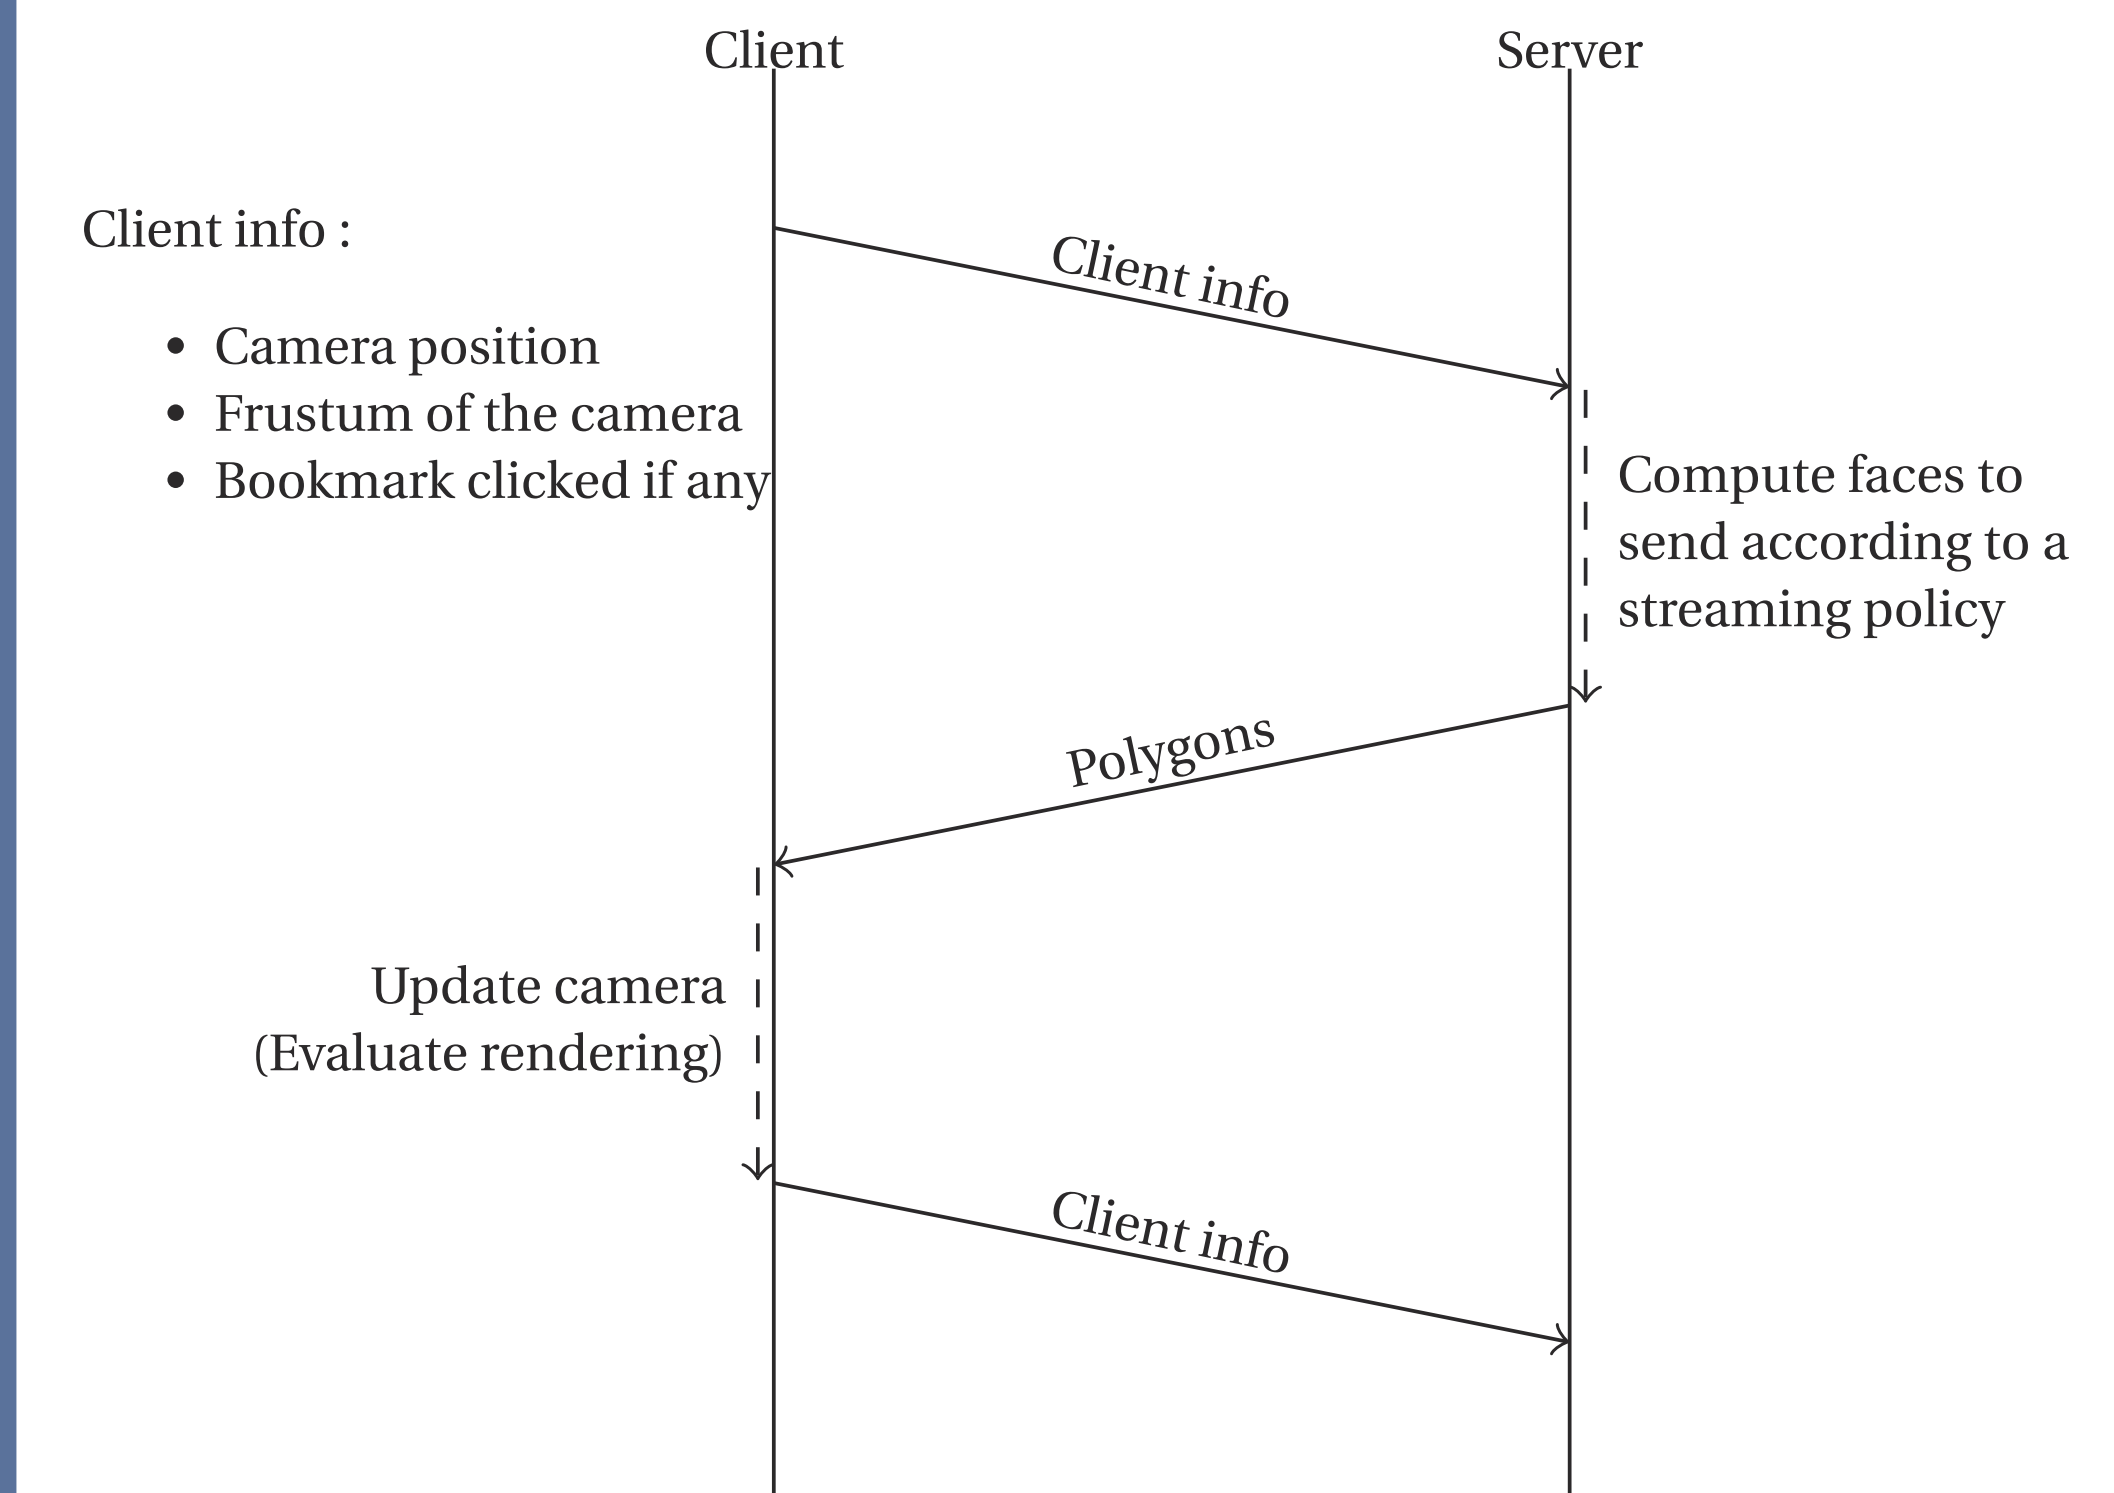 Client
Server
Client info :
• Camera position
• Frustum of the camera
• Bookmark clicked if any
Client info
Compute faces to
send according to a
streaming policy
Polygons
Update camera
(Evaluate rendering)
Client info